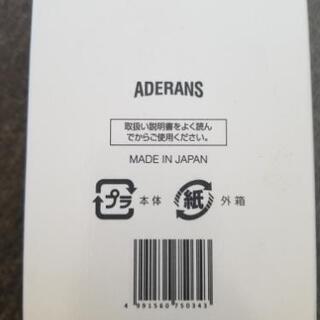 ADERANS
取扱い説明書をよく読ん
でからご使用ください。
MADE IN JAPAN
プラ 本体 紙 外箱
4 991560 750343